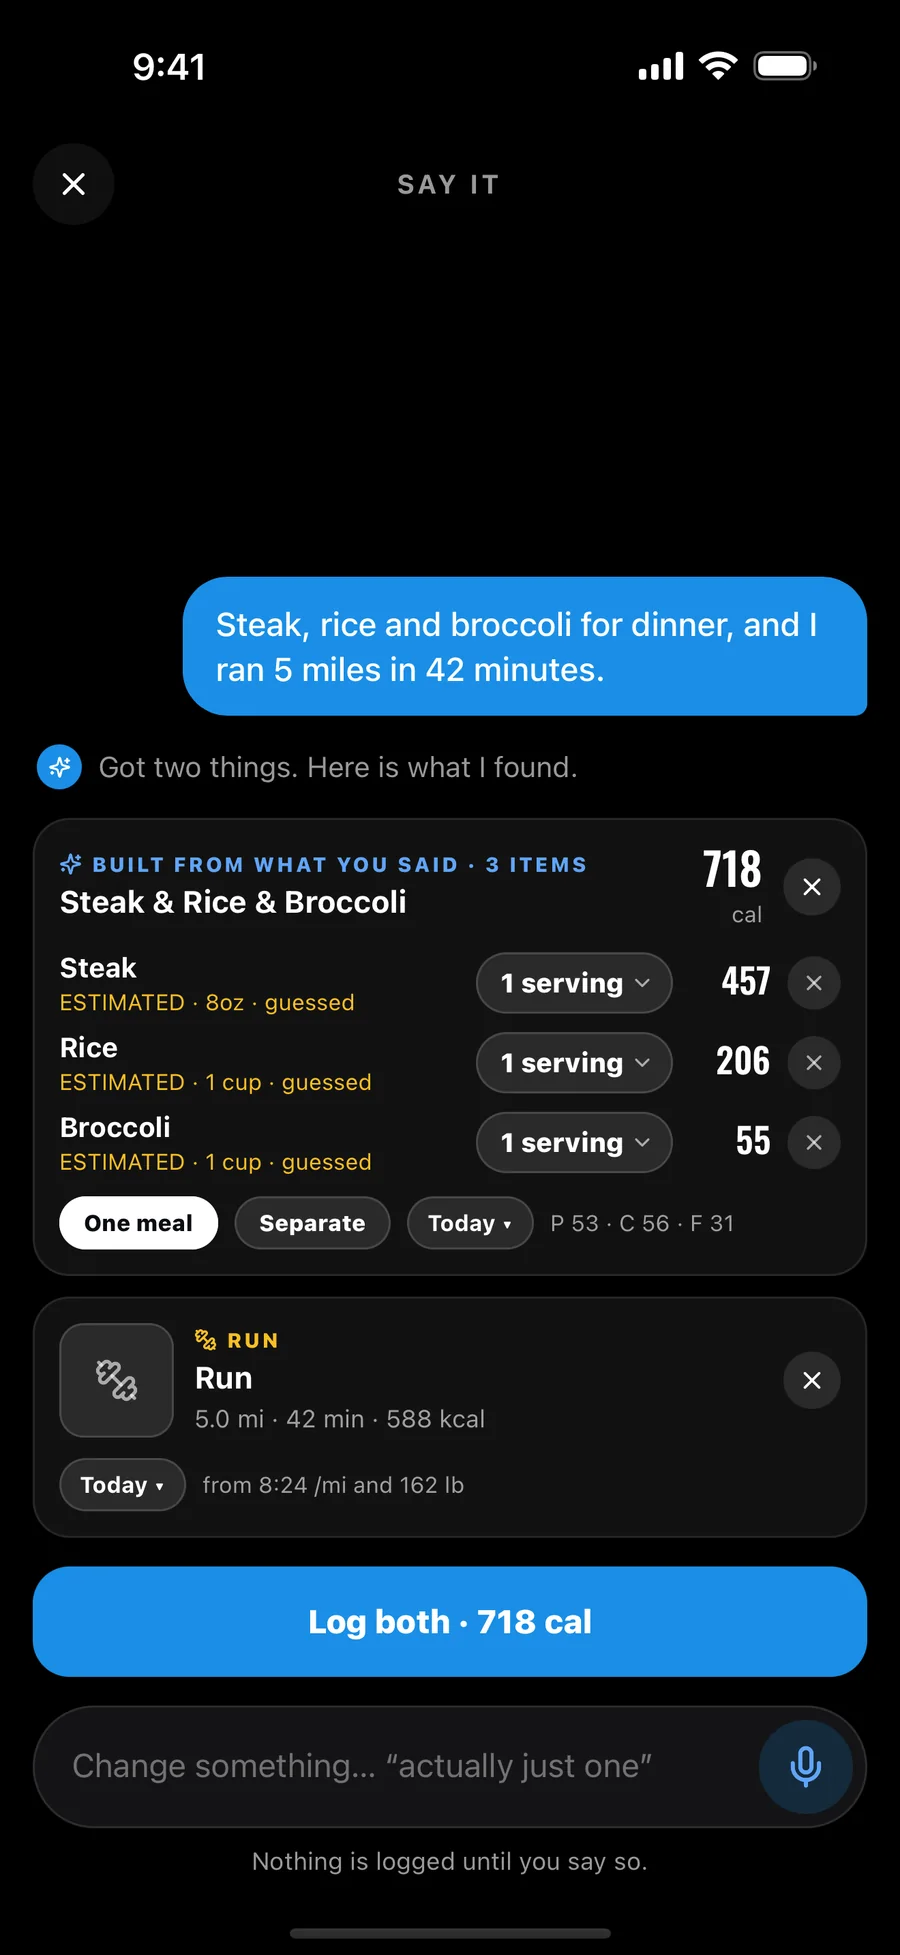 9:41
SAY IT
Steak, rice and broccoli for dinner, and I
ran 5 miles in 42 minutes.
Got two things. Here is what I found.
BUILT FROM WHAT YOU SAID · 3 ITEMS
718
Steak & Rice & Broccoli
cal
Steak
1 serving
457
ESTIMATED · 8oz · guessed
Rice
1 serving
206
ESTIMATED · 1 cup · guessed
Broccoli
1 serving
55
ESTIMATED · 1 cup · guessed
One meal
Separate
Today
P 53 · C 56 · F 31
RUN
Run
5.0 mi · 42 min · 588 kcal
Today
from 8:24 /mi and 162 lb
Log both · 718 cal
Change something... “actually just one”
Nothing is logged until you say so.